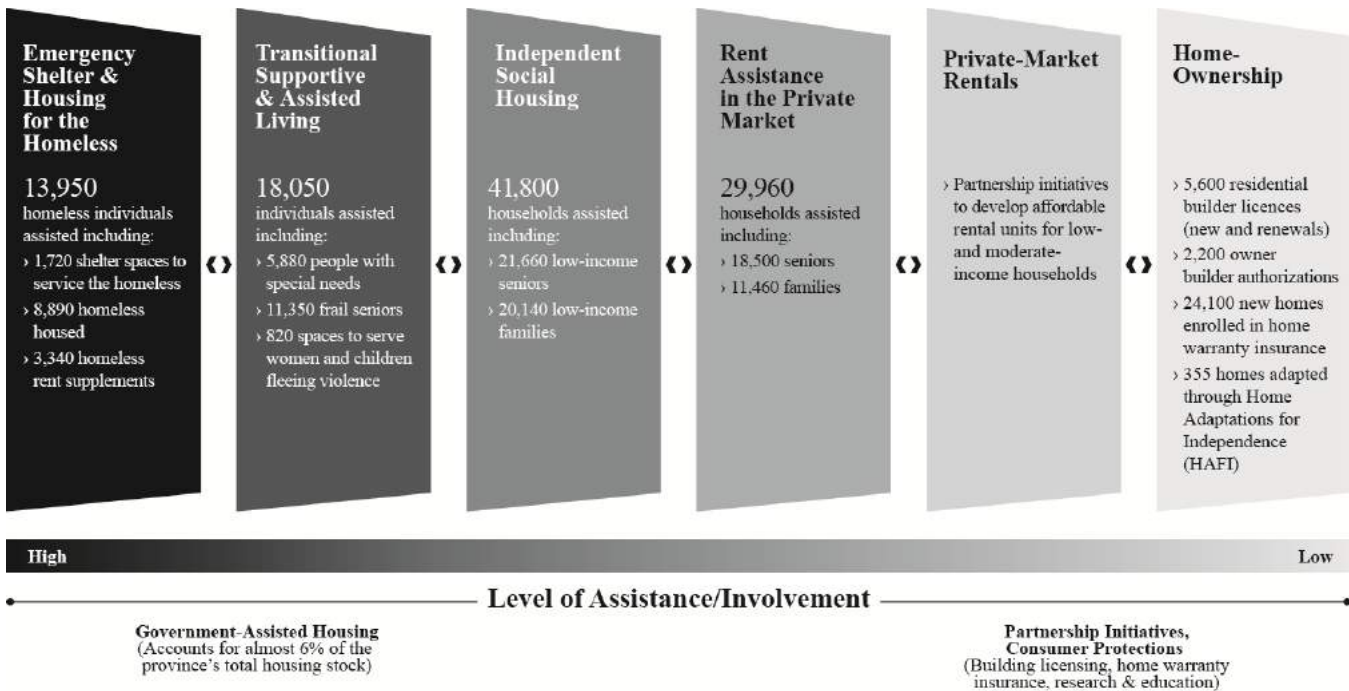 Emergency
Shelter &
Housing
for the
Homeless
13,950
homeless individuals
assisted including:
› 1,720 shelter spaces to
service the homeless
› 8,890 homeless
housed
› 3,340 homeless
rent supplements
Transitional
Supportive
& Assisted
Living
18,050
individuals assisted
including:
› 5,880 people with
special needs
› 11,350 frail seniors
› 820 spaces to serve
women and children
fleeing violence
Independent
Social
Housing
41,800
households assisted
including:
› 21,660 low-income
seniors
› 20,140 low-income
families
Rent
Assistance
in the Private
Market
29,960
households assisted
including:
› 18,500 seniors
› 11,460 families
Private-Market
Rentals
› Partnership initiatives
to develop affordable
rental units for low-
and moderate-
income households
Home-
Ownership
› 5,600 residential
builder licences
(new and renewals)
› 2,200 owner
builder authorizations
› 24,100 new homes
enrolled in home
warranty insurance
› 355 homes adapted
through Home
Adaptations for
Independence
(HAFI)
High
Low
Level of Assistance/Involvement
Government-Assisted Housing
(Accounts for almost 6% of the
province's total housing stock)
Partnership Initiatives,
Consumer Protections
(Building licensing, home warranty
insurance, research & education)